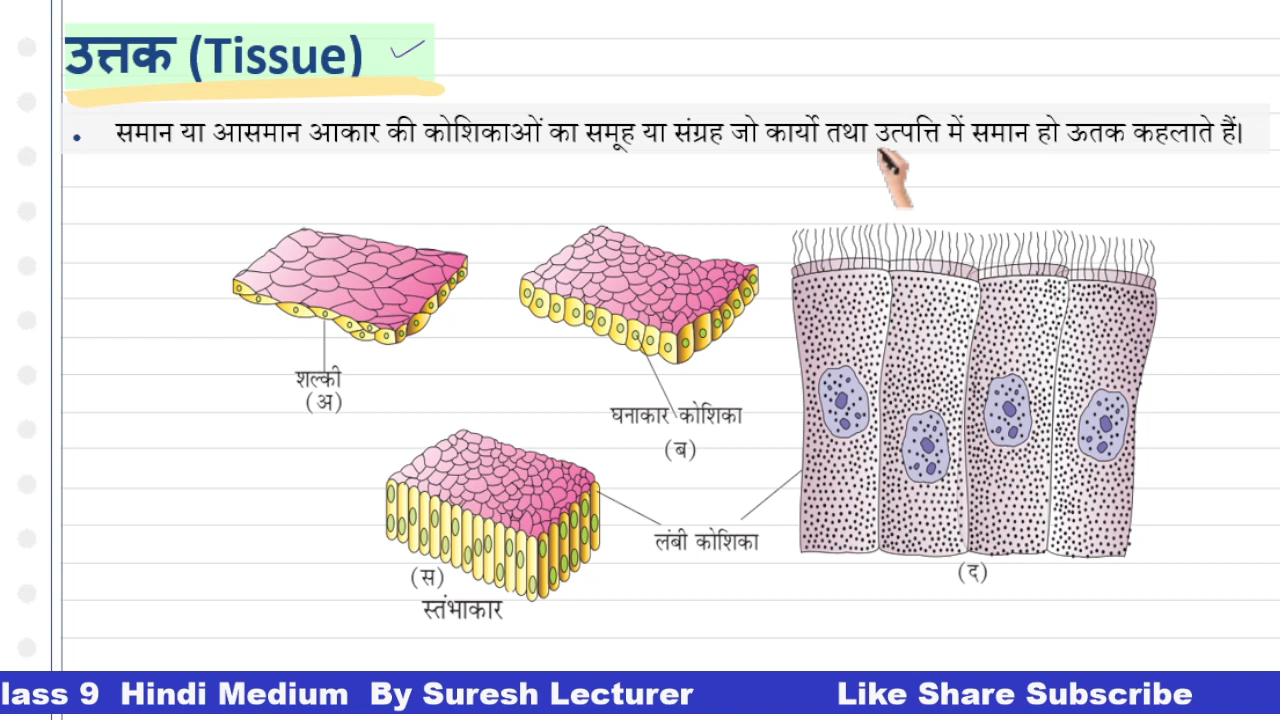 उत्तक (Tissue)
• समान या आसमान आकार की कोशिकाओं का समूह या संग्रह जो कार्यो तथा उत्पत्ति में समान हो ऊतक कहलाते हैं।
शल्की
(अ)
घनाकार कोशिका
(ब)
लंबी कोशिका
(स)
स्तंभाकार
(द)
lass 9 Hindi Medium By Suresh Lecturer Like Share Subscribe